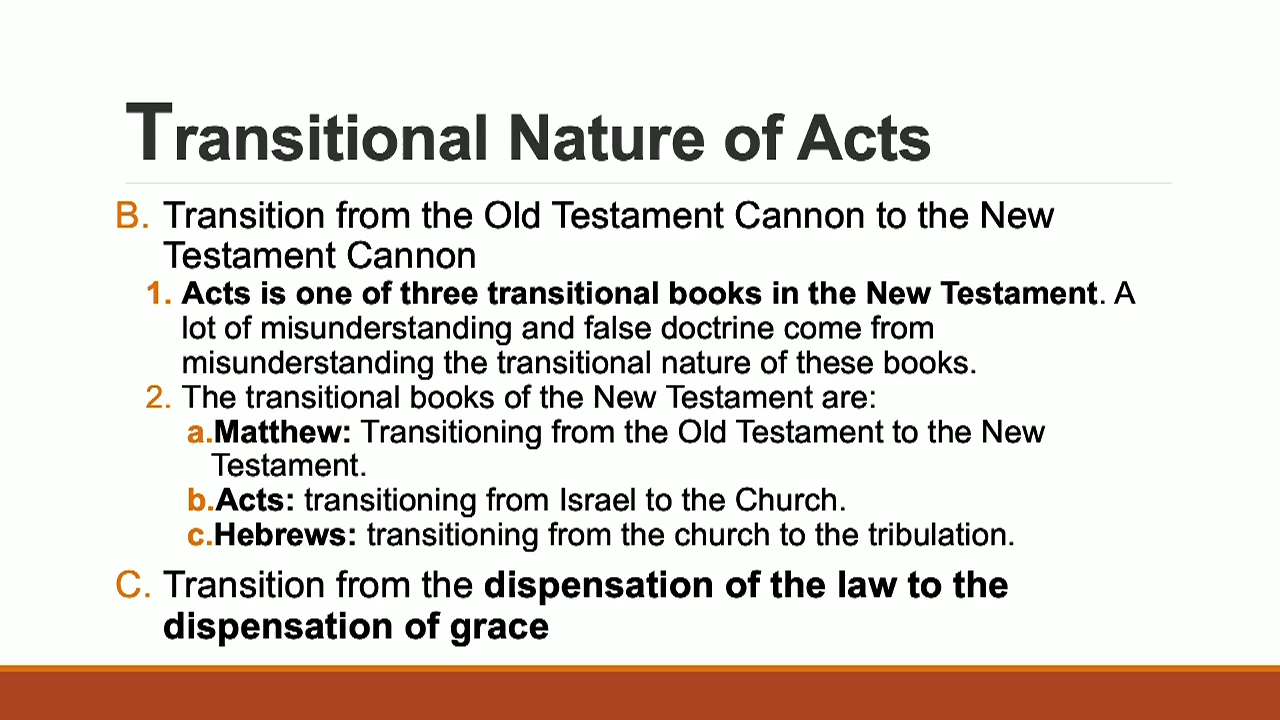 Transitional Nature of Acts
B. Transition from the Old Testament Cannon to the New
Testament Cannon
1. Acts is one of three transitional books in the New Testament. A
lot of misunderstanding and false doctrine come from
misunderstanding the transitional nature of these books.
2. The transitional books of the New Testament are:
a.Matthew: Transitioning from the Old Testament to the New
Testament.
b.Acts: transitioning from Israel to the Church.
c.Hebrews: transitioning from the church to the tribulation.
C. Transition from the dispensation of the law to the
dispensation of grace